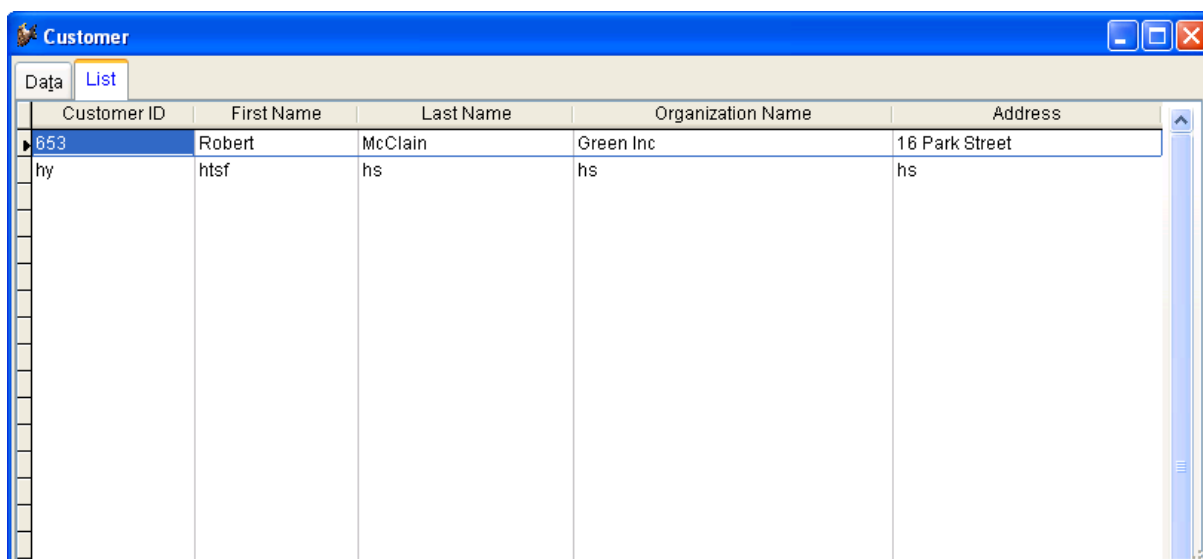 Customer
Data List
Customer ID First Name Last Name Organization Name Address
653 Robert McClain Green Inc 16 Park Street
hy htsf hs hs hs